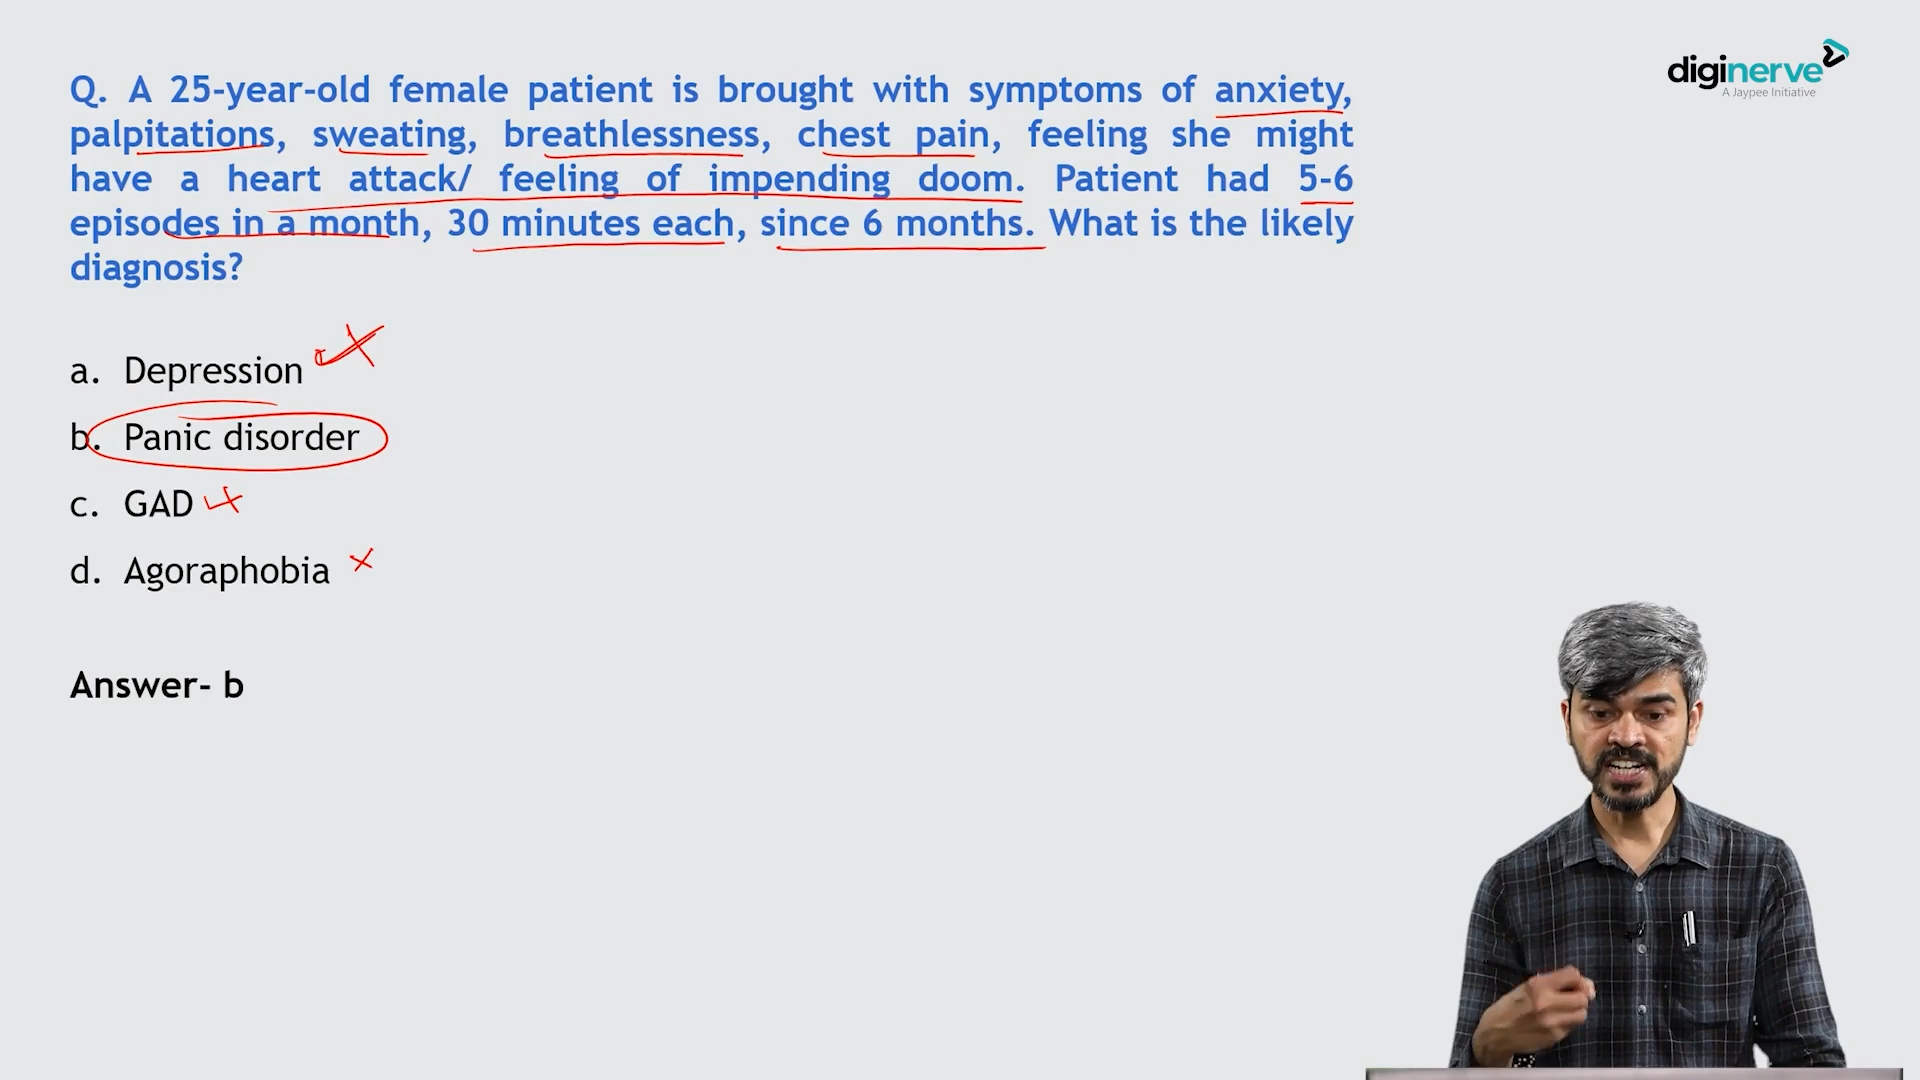 diginerve
A Jaypee Initiative
Q. A 25-year-old female patient is brought with symptoms of anxiety,
palpitations, sweating, breathlessness, chest pain, feeling she might
have a heart attack/ feeling of impending doom. Patient had 5-6
episodes in a month, 30 minutes each, since 6 months. What is the likely
diagnosis?
a. Depression
b. Panic disorder
c. GAD
d. Agoraphobia
Answer- b